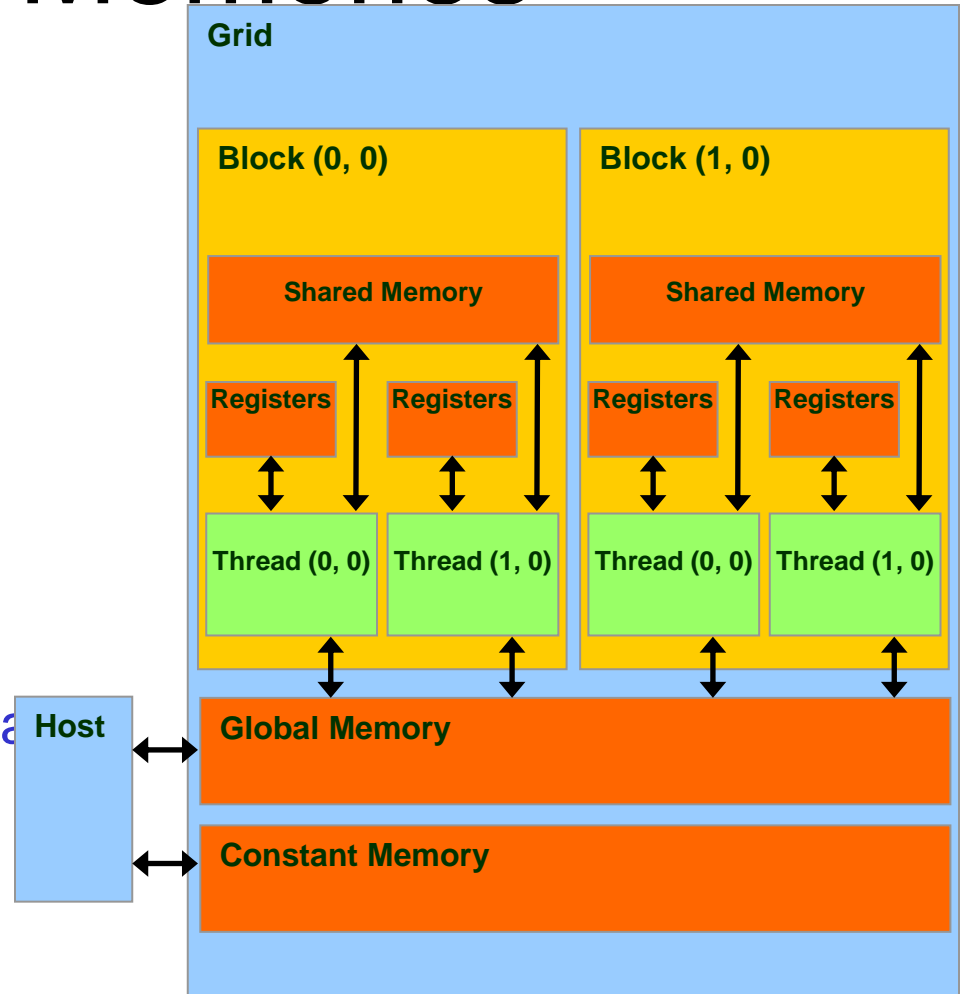 Grid
Block (0, 0)
Block (1, 0)
Shared Memory
Shared Memory
Registers
Registers
Registers
Registers
Thread (0, 0)
Thread (1, 0)
Thread (0, 0)
Thread (1, 0)
Host
Global Memory
Constant Memory